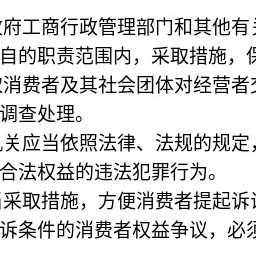 府工商行政管理部门和其他有
自的职责范围内，采取措施，
消费者及其社会团体对经营者
调查处理。
关应当依照法律、法规的规定，
合法权益的违法犯罪行为。
采取措施，方便消费者提起诉
诉条件的消费者权益争议，必须